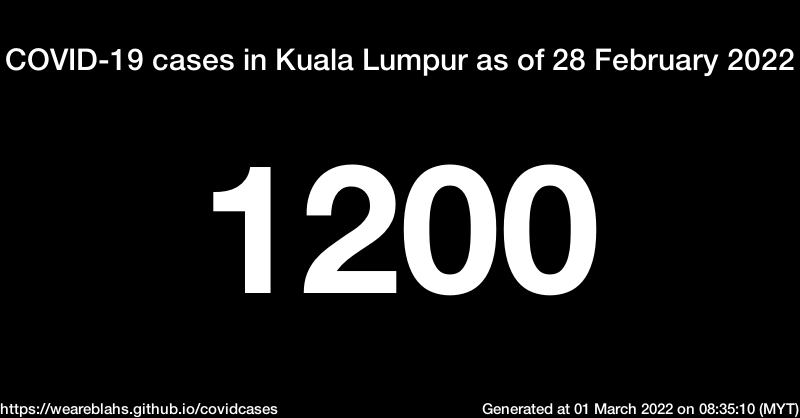 COVID-19 cases in Kuala Lumpur as of 28 February 2022
1200
https://weareblahs.github.io/covidcases
Generated at 01 March 2022 on 08:35:10 (MYT)